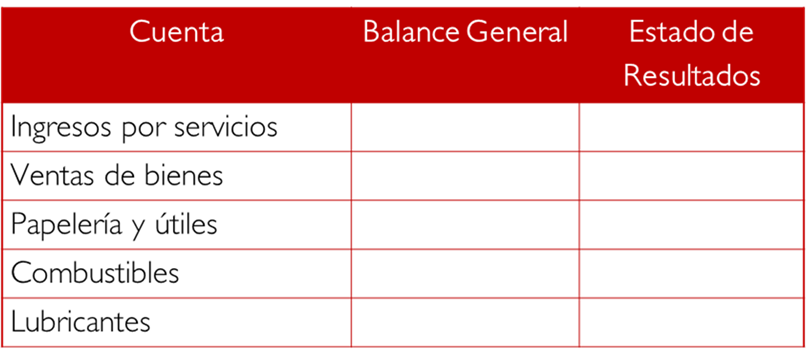 Cuenta Balance General Estado de
Resultados
Ingresos por servicios
Ventas de bienes
Papelería y útiles
Combustibles
Lubricantes